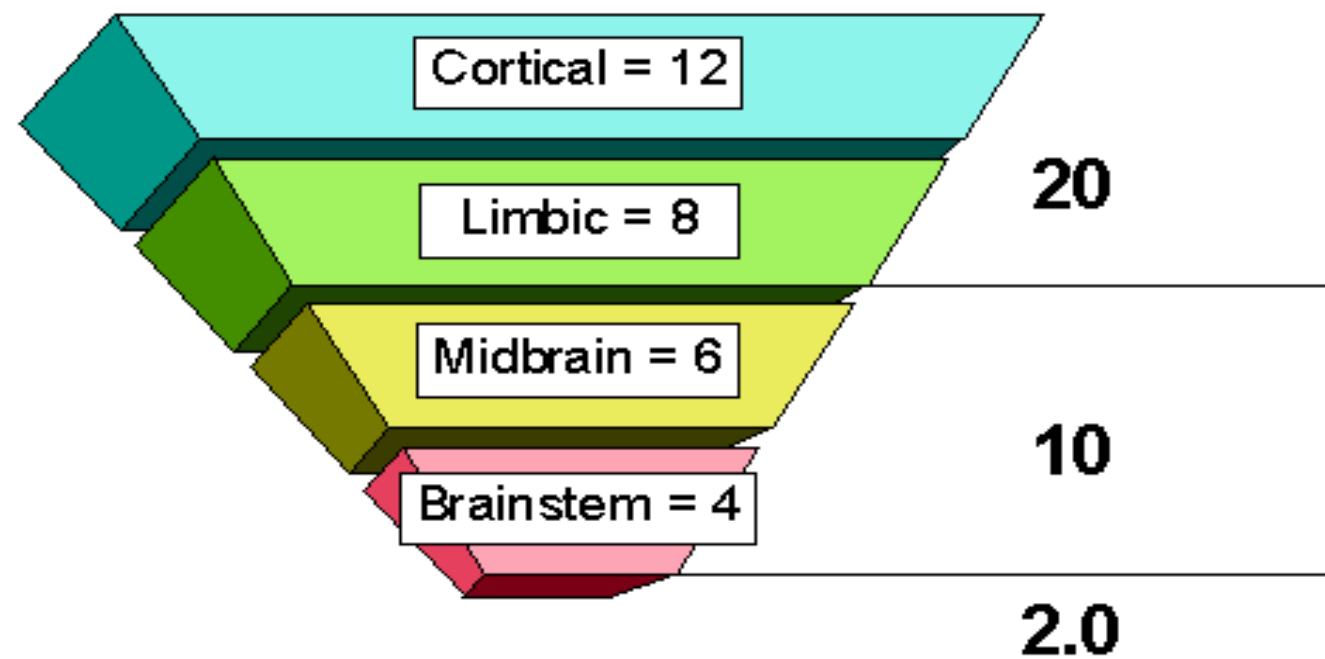 Cortical = 12
20
Limbic = 8
Midbrain = 6
10
Brainstem = 4
2.0